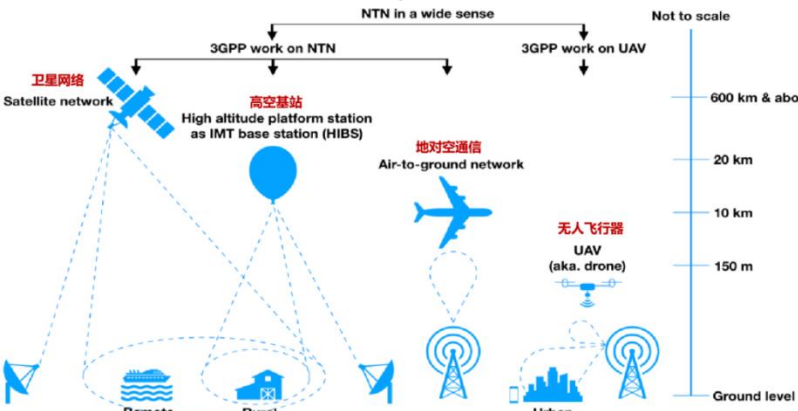 NTN in a wide sense
Not to scale
3GPP work on NTN
3GPP work on UAV
卫星网络
Satellite network
高空基站
High altitude platform station
as IMT base station (HIBS)
地对空通信
Air-to-ground network
无人飞行器
UAV
(aka. drone)
600 km & abo
20 km
10 km
150 m
Ground level